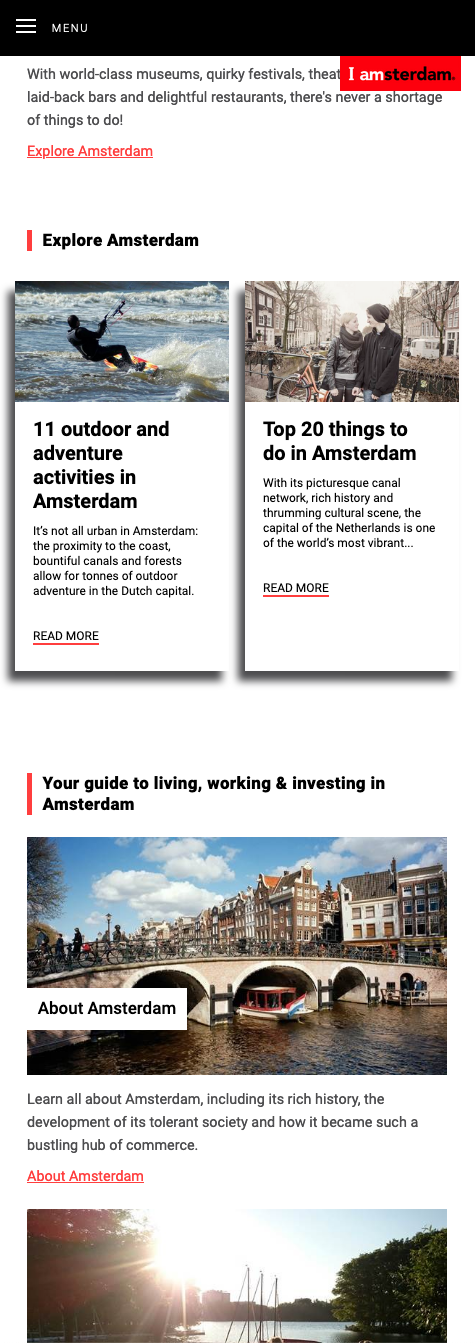 MENU
I amsterdam.
With world-class museums, quirky festivals,
laid-back bars and delightful restaurants, there's never a shortage
of things to do!
Explore Amsterdam
Explore Amsterdam
11 outdoor and
adventure
activities in
Amsterdam
It's not all urban in Amsterdam:
the proximity to the coast,
bountiful canals and forests
allow for tonnes of outdoor
adventure in the Dutch capital.
READ MORE
Top 20 things to
do in Amsterdam
With its picturesque canal
network, rich history and
thrumming cultural scene, the
capital of the Netherlands is one
of the world's most vibrant...
READ MORE
Your guide to living, working & investing in
Amsterdam
About Amsterdam
Learn all about Amsterdam, including its rich history, the
development of its tolerant society and how it became such a
bustling hub of commerce.
About Amsterdam